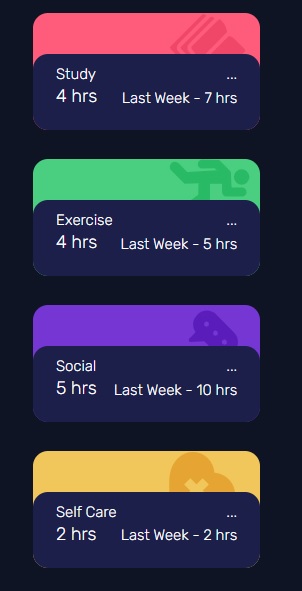 Study ...
4 hrs Last Week - 7 hrs
Exercise ...
4 hrs Last Week - 5 hrs
Social ...
5 hrs Last Week - 10 hrs
Self Care ...
2 hrs Last Week - 2 hrs